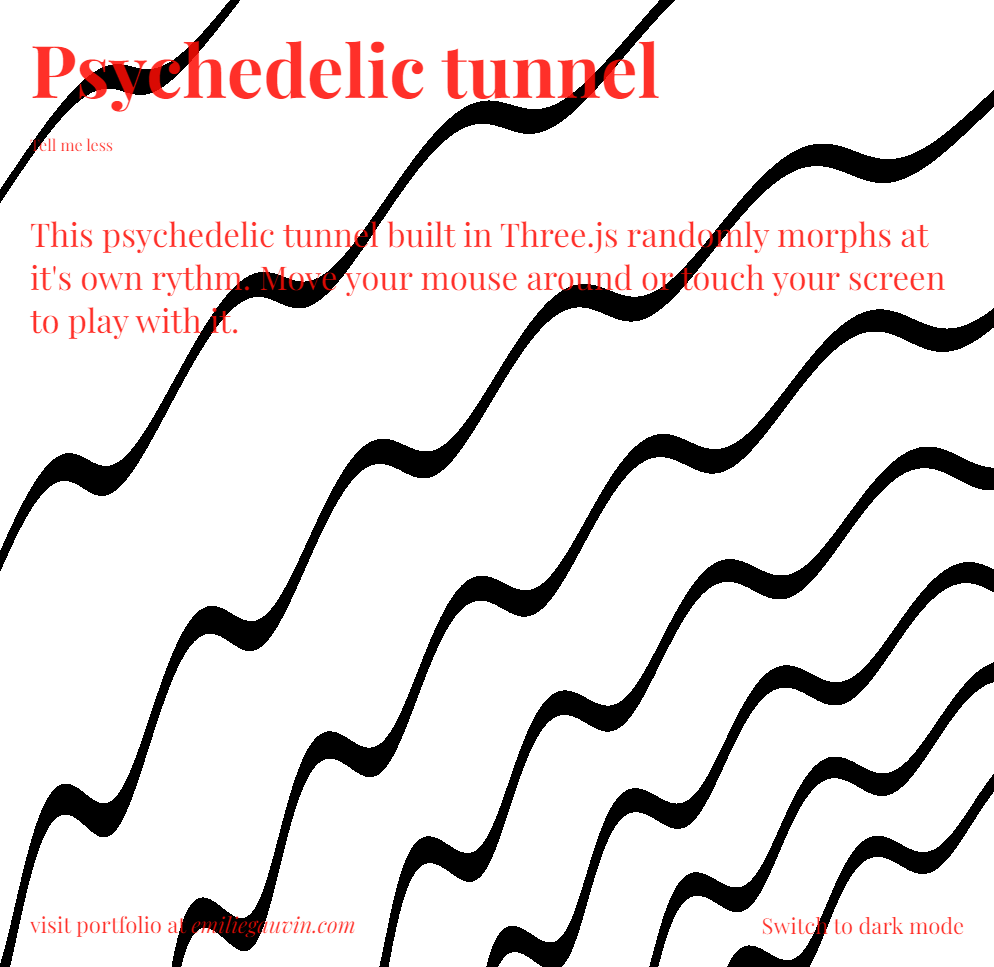 Psychedelic tunnel
Tell me less
This psychedelic tunnel built in Three.js randomly morphs at
it's own rythm. Move your mouse around or touch your screen
to play with it.
visit portfolio at emiliegauvin.com
Switch to dark mode